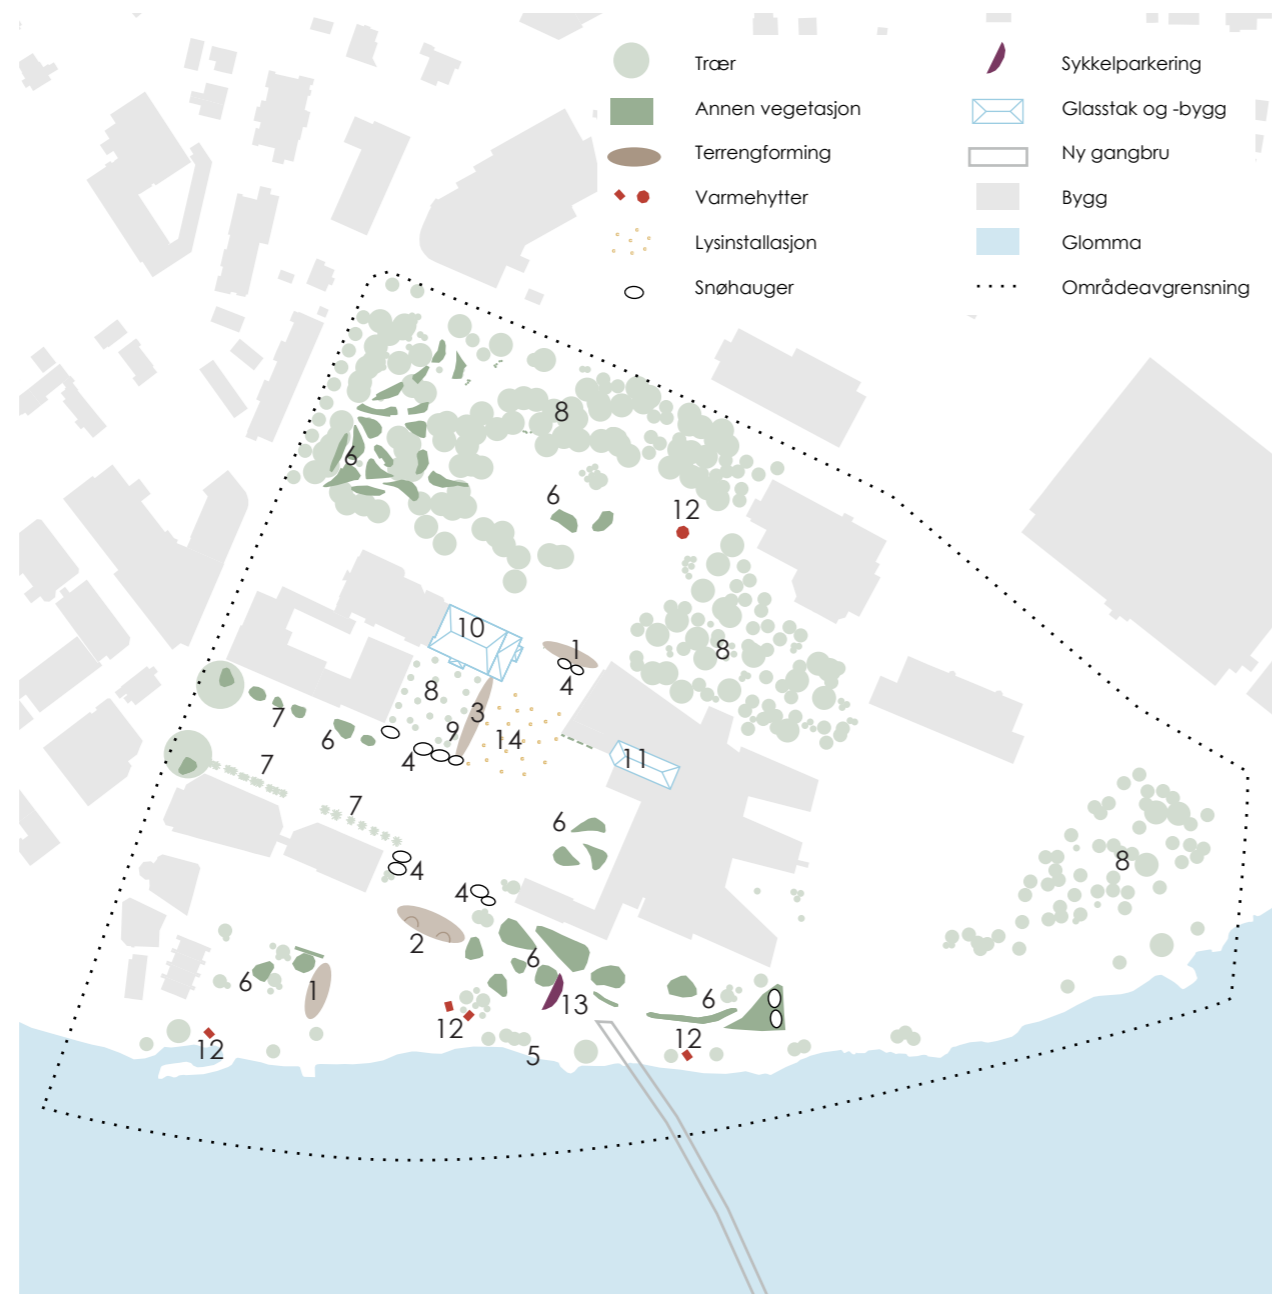 Trær
Annen vegetasjon
Terrengforming
Varmehytter
Lysinstallasjon
Snøhauger
Sykkelparkering
Glasstak og -bygg
Ny gangbru
Bygg
Glomma
Områdeavgrensning
8
6
6
12
10
1
8
4
8
3
7
9
6
14
4
11
7
7
6
8
4
4
2
6
6
1
13
6
12
12
12
5